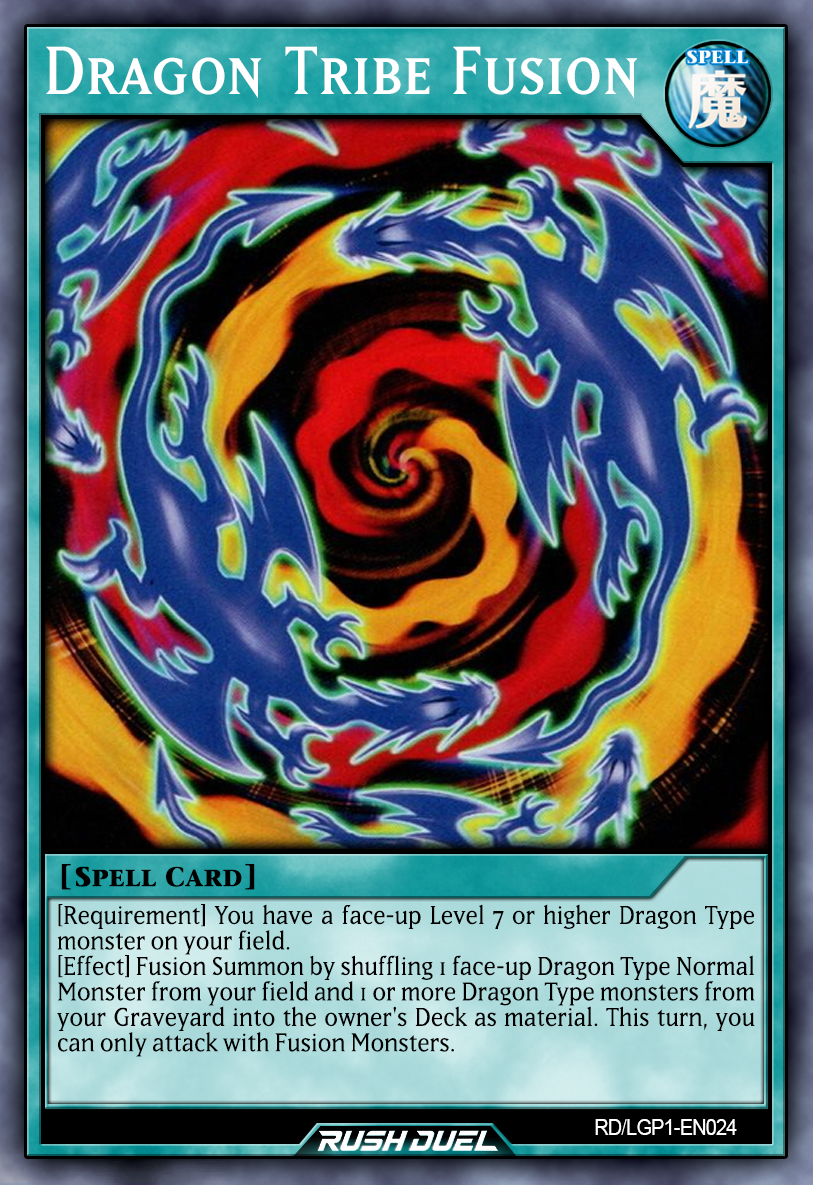 Dragon Tribe Fusion
SPELL
魔
[Spell Card]
[Requirement] You have a face-up Level 7 or higher Dragon Type
monster on your field.
[Effect] Fusion Summon by shuffling 1 face-up Dragon Type Normal
Monster from your field and 1 or more Dragon Type monsters from
your Graveyard into the owner's Deck as material. This turn, you
can only attack with Fusion Monsters.
RD/LGP1-EN024
RUSH DUEL